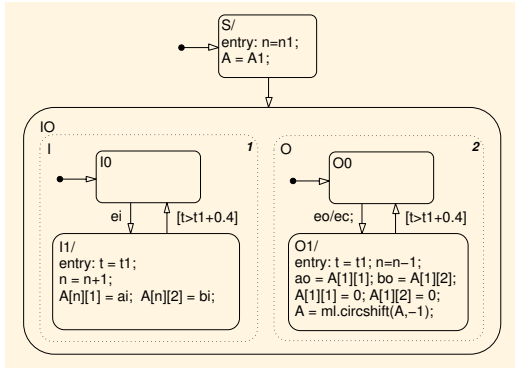 S/
entry: n=n1;
A = A1;
IO
I
1
I0
ei
[t>t1+0.4]
I1/
entry: t = t1;
n = n+1;
A[n][1] = ai; A[n][2] = bi;
O
2
O0
eo/ec;
[t>t1+0.4]
O1/
entry: t = t1; n=n−1;
ao = A[1][1]; bo = A[1][2];
A[1][1] = 0; A[1][2] = 0;
A = ml.circshift(A,−1);